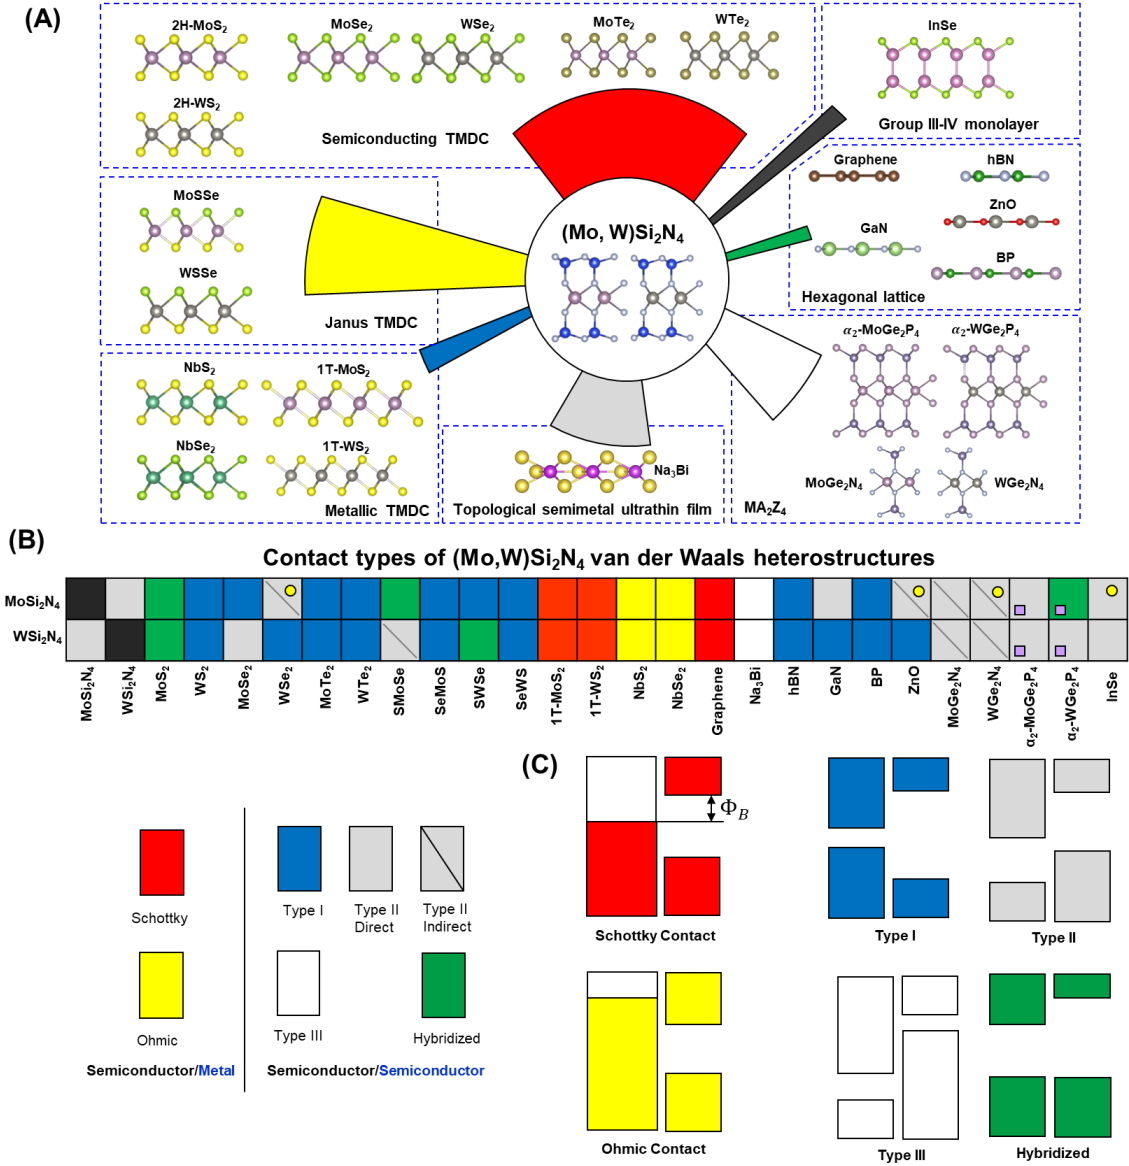 (A)
2H-MoS₂
MoSe₂
WSe₂
MoTe₂
WTe₂
InSe
2H-WS₂
Semiconducting TMDC
Group III-IV monolayer
Graphene
hBN
ZnO
GaN
BP
Hexagonal lattice
MoSSe
WSSe
Janus TMDC
(Mo, W)Si₂N₄
NbS₂
1T-MoS₂
NbSe₂
1T-WS₂
Metallic TMDC
Na₃Bi
Topological semimetal ultrathin film
α₂-MoGe₂P₄
α₂-WGe₂P₄
MoGe₂N₄
WGe₂N₄
MA₂Z₄
(B)
Contact types of (Mo,W)Si₂N₄ van der Waals heterostructures
MoSi₂N₄
WSi₂N₄
MoSi₂N₄
WSi₂N₄
MoS₂
WS₂
MoSe₂
WSe₂
MoTe₂
WTe₂
SMoSe
SeMoS
SWSe
SeWS
1T-MoS₂
1T-WS₂
NbS₂
NbSe₂
Graphene
Na₃Bi
hBN
GaN
BP
ZnO
MoGe₂N₄
WGe₂N₄
α₂-MoGe₂P₄
α₂-WGe₂P₄
InSe
Schottky
Ohmic
Semiconductor/Metal
Type I
Type II
Direct
Type II
Indirect
Type III
Hybridized
Semiconductor/Semiconductor
(C)
Φ_B
Schottky Contact
Type I
Type II
Ohmic Contact
Type III
Hybridized